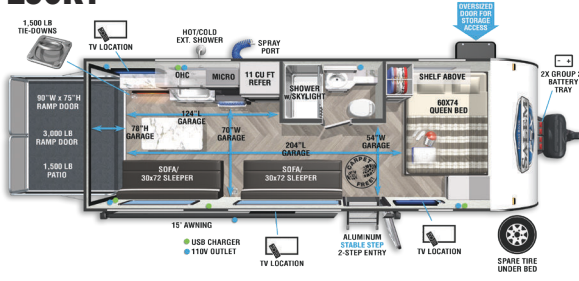 1,500 LB
TIE-DOWNS
TV LOCATION
HOT/COLD
EXT. SHOWER
SPRAY
PORT
OVERSIZED
DOOR FOR
STORAGE
ACCESS
2X GROUP
BATTERY
TRAY
OHC
MICRO
11 CU FT
REFER
SHOWER
w/SKYLIGHT
SHELF ABOVE
60X74
QUEEN BED
90"W x 75"H
RAMP DOOR
3,000 LB
RAMP DOOR
1,500 LB
PATIO
124"L
GARAGE
78"H
GARAGE
70"W
GARAGE
204"L
GARAGE
54"W
GARAGE
CARPET
FREE!
SOFA/
30x72 SLEEPER
SOFA/
30x72 SLEEPER
15' AWNING
USB CHARGER
110V OUTLET
TV LOCATION
ALUMINUM
STABLE STEP
2-STEP ENTRY
TV LOCATION
SPARE TIRE
UNDER BED